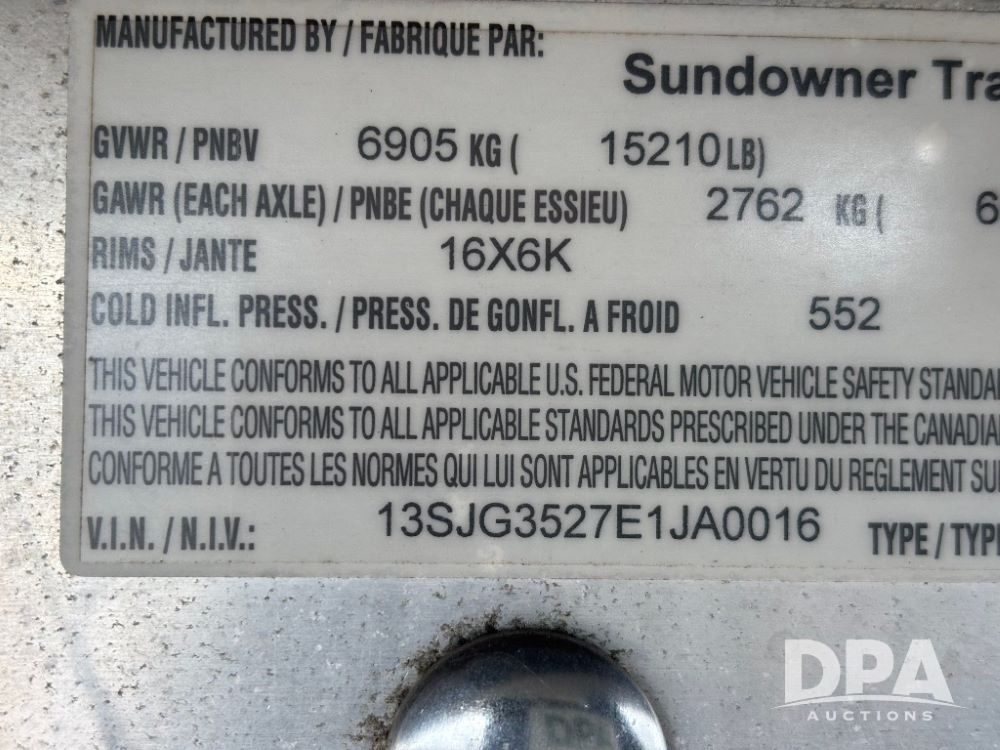 MANUFACTURED BY / FABRIQUE PAR:
Sundowner Tra
GVWR / PNBV 6905 KG ( 15210 LB)
GAWR (EACH AXLE) / PNBE (CHAQUE ESSIEU) 2762 KG ( 6
RIMS / JANTE 16X6K
COLD INFL. PRESS. / PRESS. DE GONFL. A FROID 552
THIS VEHICLE CONFORMS TO ALL APPLICABLE U.S. FEDERAL MOTOR VEHICLE SAFETY STANDA
THIS VEHICLE CONFORMS TO ALL APPLICABLE STANDARDS PRESCRIBED UNDER THE CANADIA
CONFORME A TOUTES LES NORMES QUI LUI SONT APPLICABLES EN VERTU DU REGLEMENT SU
V.I.N. / N.I.V.: 13SJG3527E1JA0016 TYPE / TYP
DPA
AUCTIONS